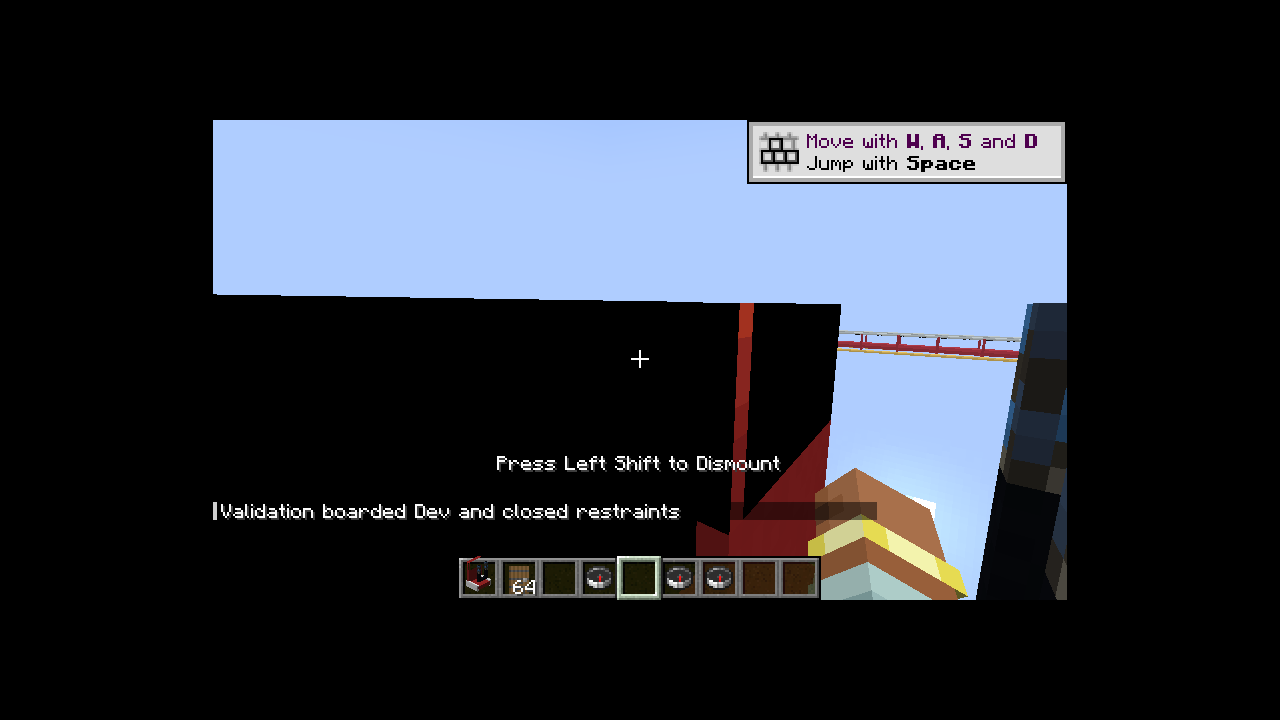 Move with W, A, S and D
Jump with Space
Press Left Shift to Dismount
Validation boarded Dev and closed restraints
64